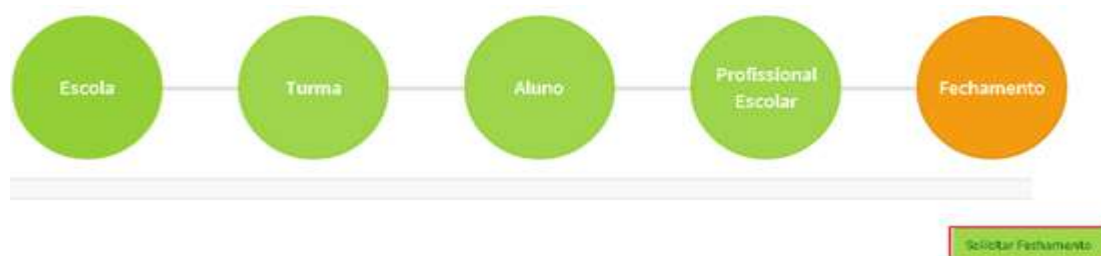 Escola
Turma
Aluno
Profissional
Escolar
Fechamento
Solicitar Fechamento